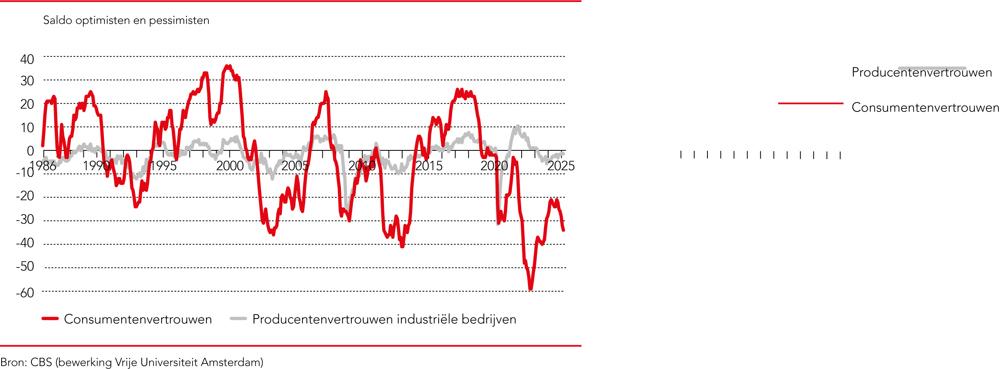 Saldo optimisten en pessimisten
40
30
20
10
0
-10
-20
-30
-40
-50
-60
1986 1990 1995 2000 2005 2010 2015 2020 2025
Consumentenvertrouwen Producentenvertrouwen industriële bedrijven
Producentenvertrouwen
Consumentenvertrouwen
Bron: CBS (bewerking Vrije Universiteit Amsterdam)